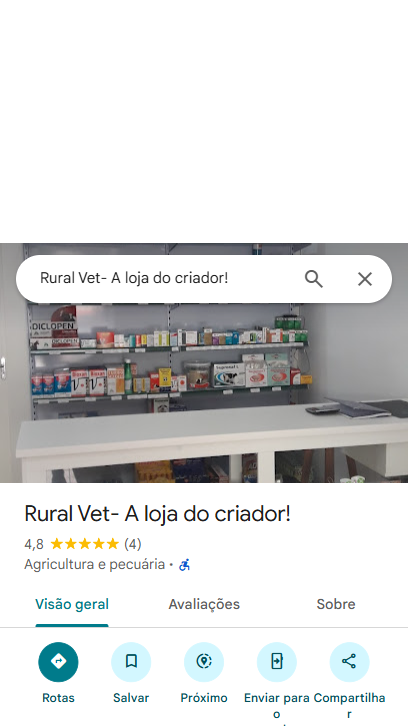 Rural Vet- A loja do criador!
DICLOPEN
Rural Vet- A loja do criador!
4,8 (4)
Agricultura e pecuária ·
Visão geral Avaliações Sobre
Rotas Salvar Próximo Enviar para o Compartilhar